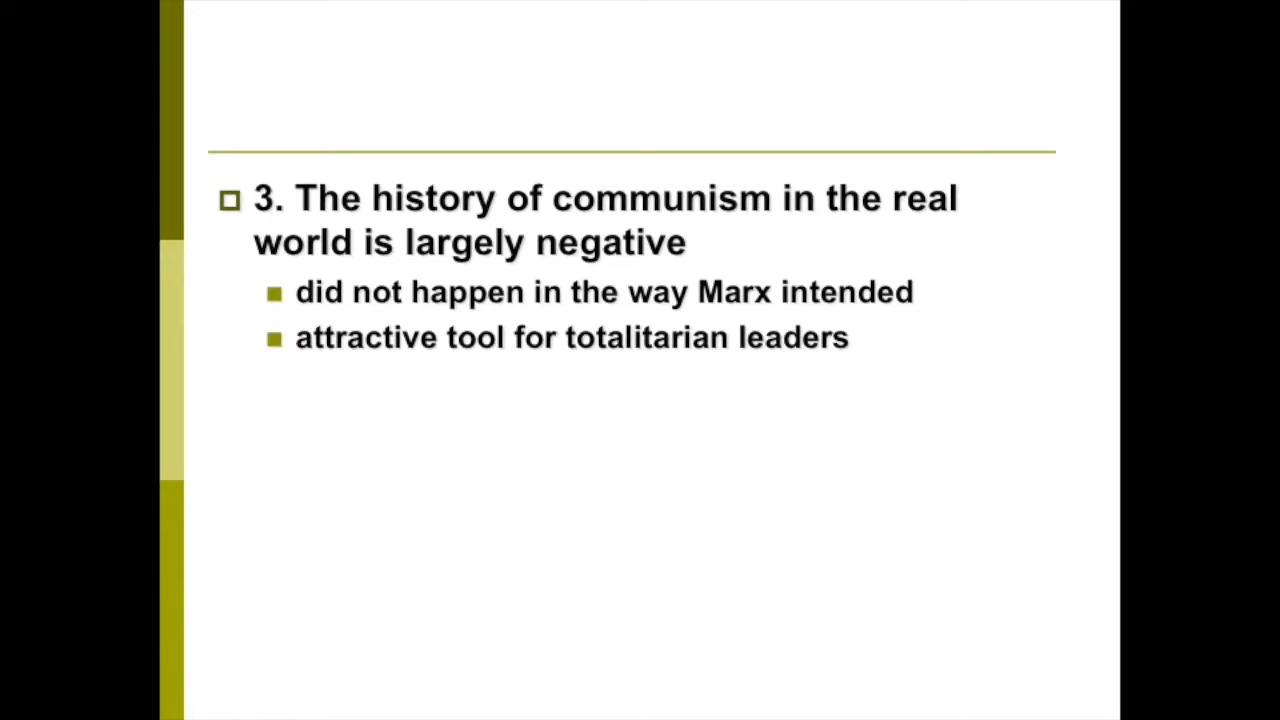 3. The history of communism in the real
world is largely negative
did not happen in the way Marx intended
attractive tool for totalitarian leaders